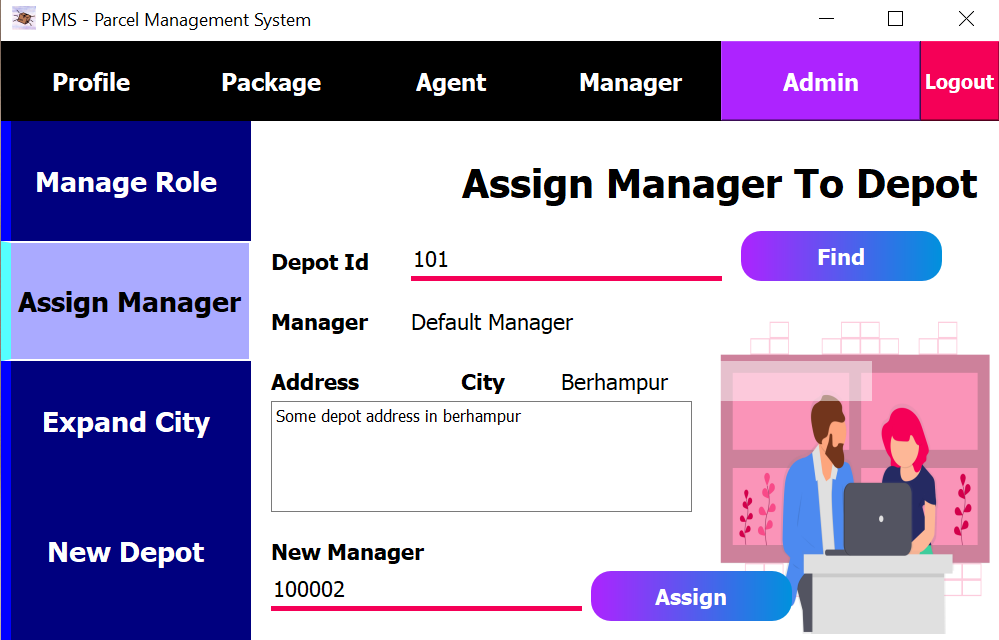 PMS - Parcel Management System
Profile Package Agent Manager Admin Logout
Manage Role
Assign Manager
Expand City
New Depot
Assign Manager To Depot
Depot Id 101 Find
Manager Default Manager
Address City Berhampur
Some depot address in berhampur
New Manager
100002 Assign